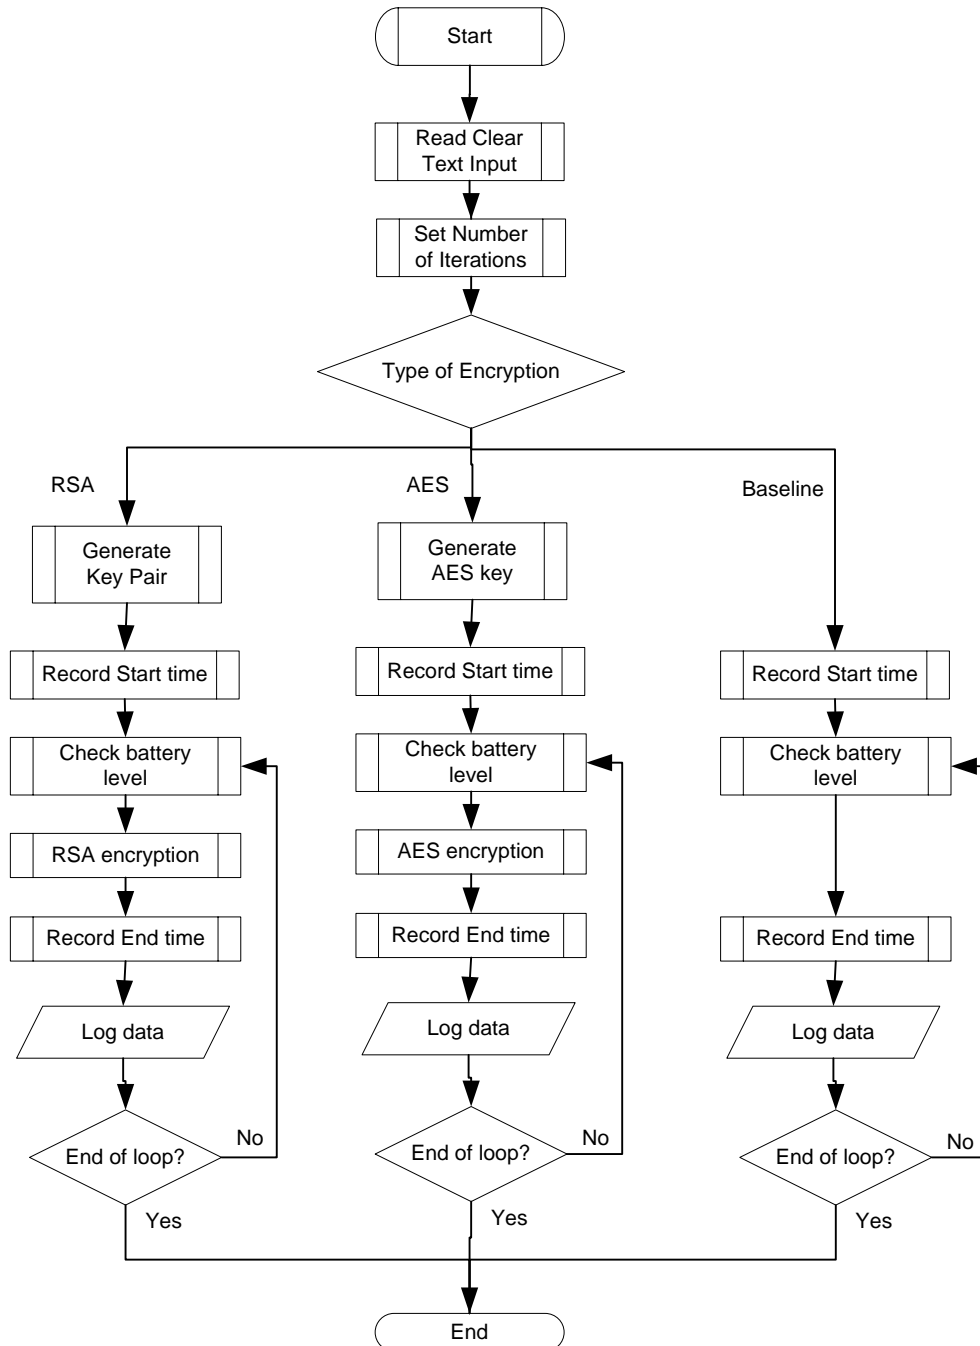 Start
Read Clear
Text Input
Set Number
of Iterations
Type of Encryption
RSA
AES
Baseline
Generate
Key Pair
Generate
AES key
Record Start time
Record Start time
Record Start time
Check battery
level
Check battery
level
Check battery
level
RSA encryption
AES encryption
Record End time
Record End time
Record End time
Log data
Log data
Log data
End of loop?
No
End of loop?
No
End of loop?
No
Yes
Yes
Yes
End